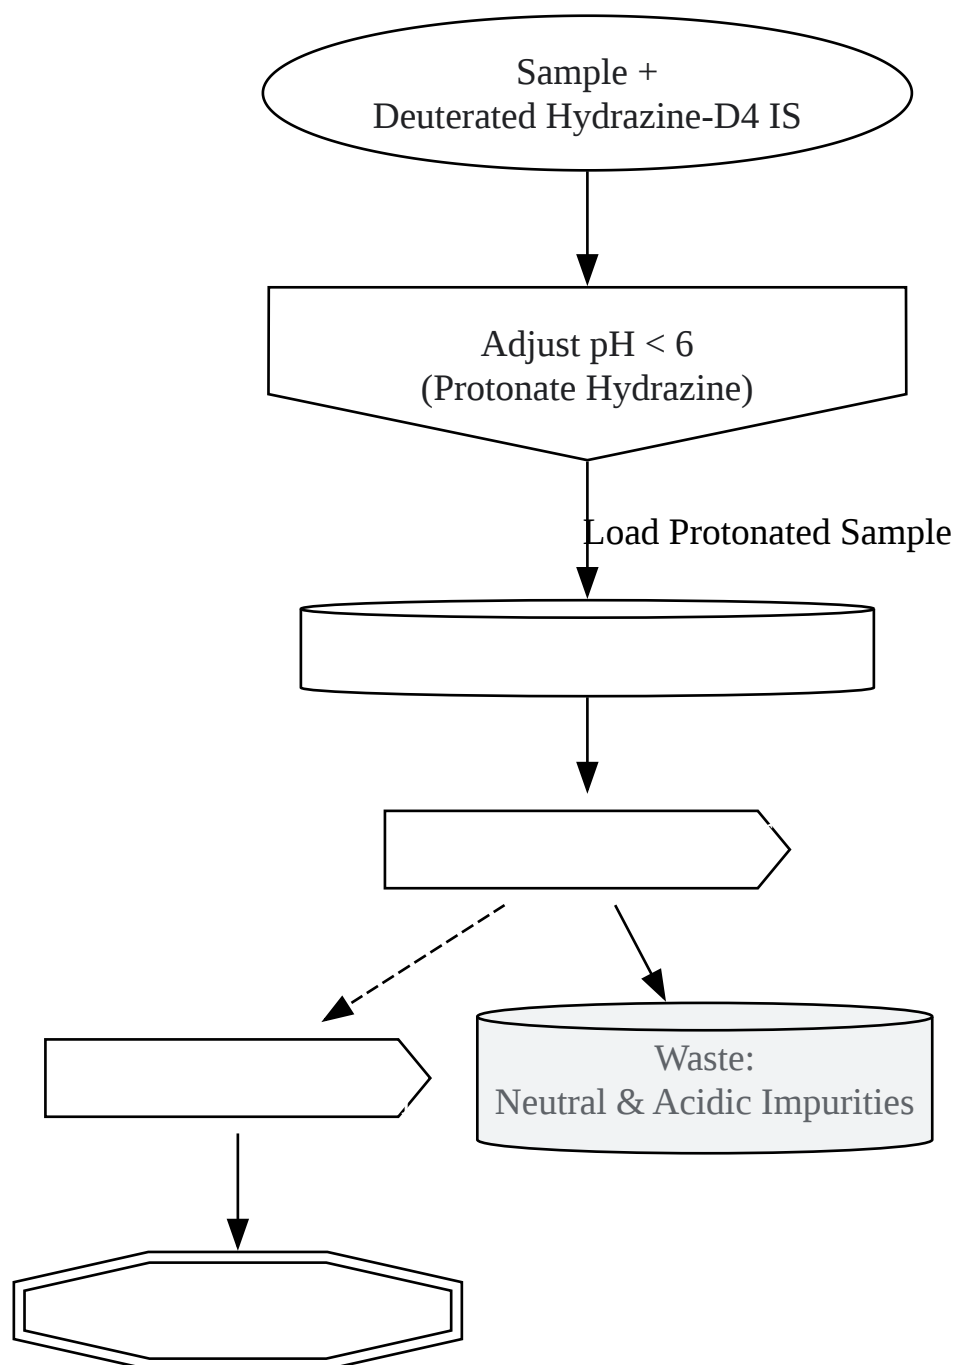 Sample +
Deuterated Hydrazine-D4 IS
Adjust pH < 6
(Protonate Hydrazine)
Load Protonated Sample
Waste:
Neutral & Acidic Impurities